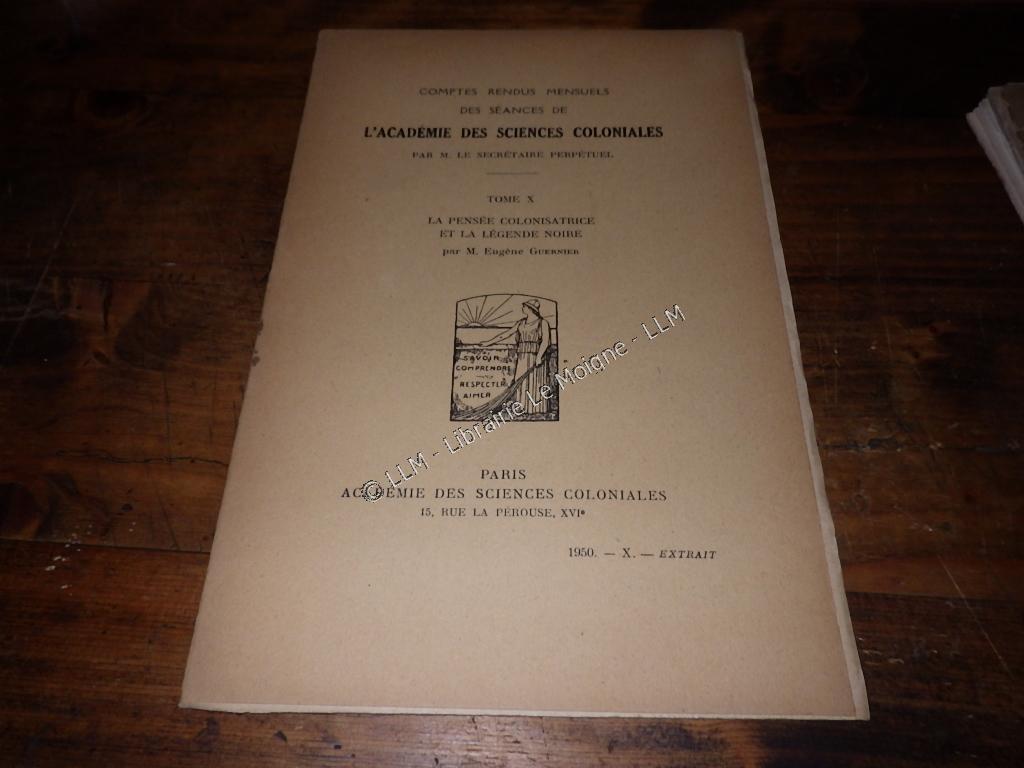 COMPTES RENDUS MENSUELS
DES SÉANCES DE
L'ACADÉMIE DES SCIENCES COLONIALES
PAR M. LE SECRÉTAIRE PERPÉTUEL
TOME X
LA PENSÉE COLONISATRICE
ET LA LÉGENDE NOIRE
par M. Eugène GUERNIER
SAVOIR
COMPRENDRE
RESPECTER
AIMER
© LLM - Librairie Le Moigne - LLM
PARIS
ACADÉMIE DES SCIENCES COLONIALES
15, RUE LA PÉROUSE, XVIe
1950. — X. — EXTRAIT